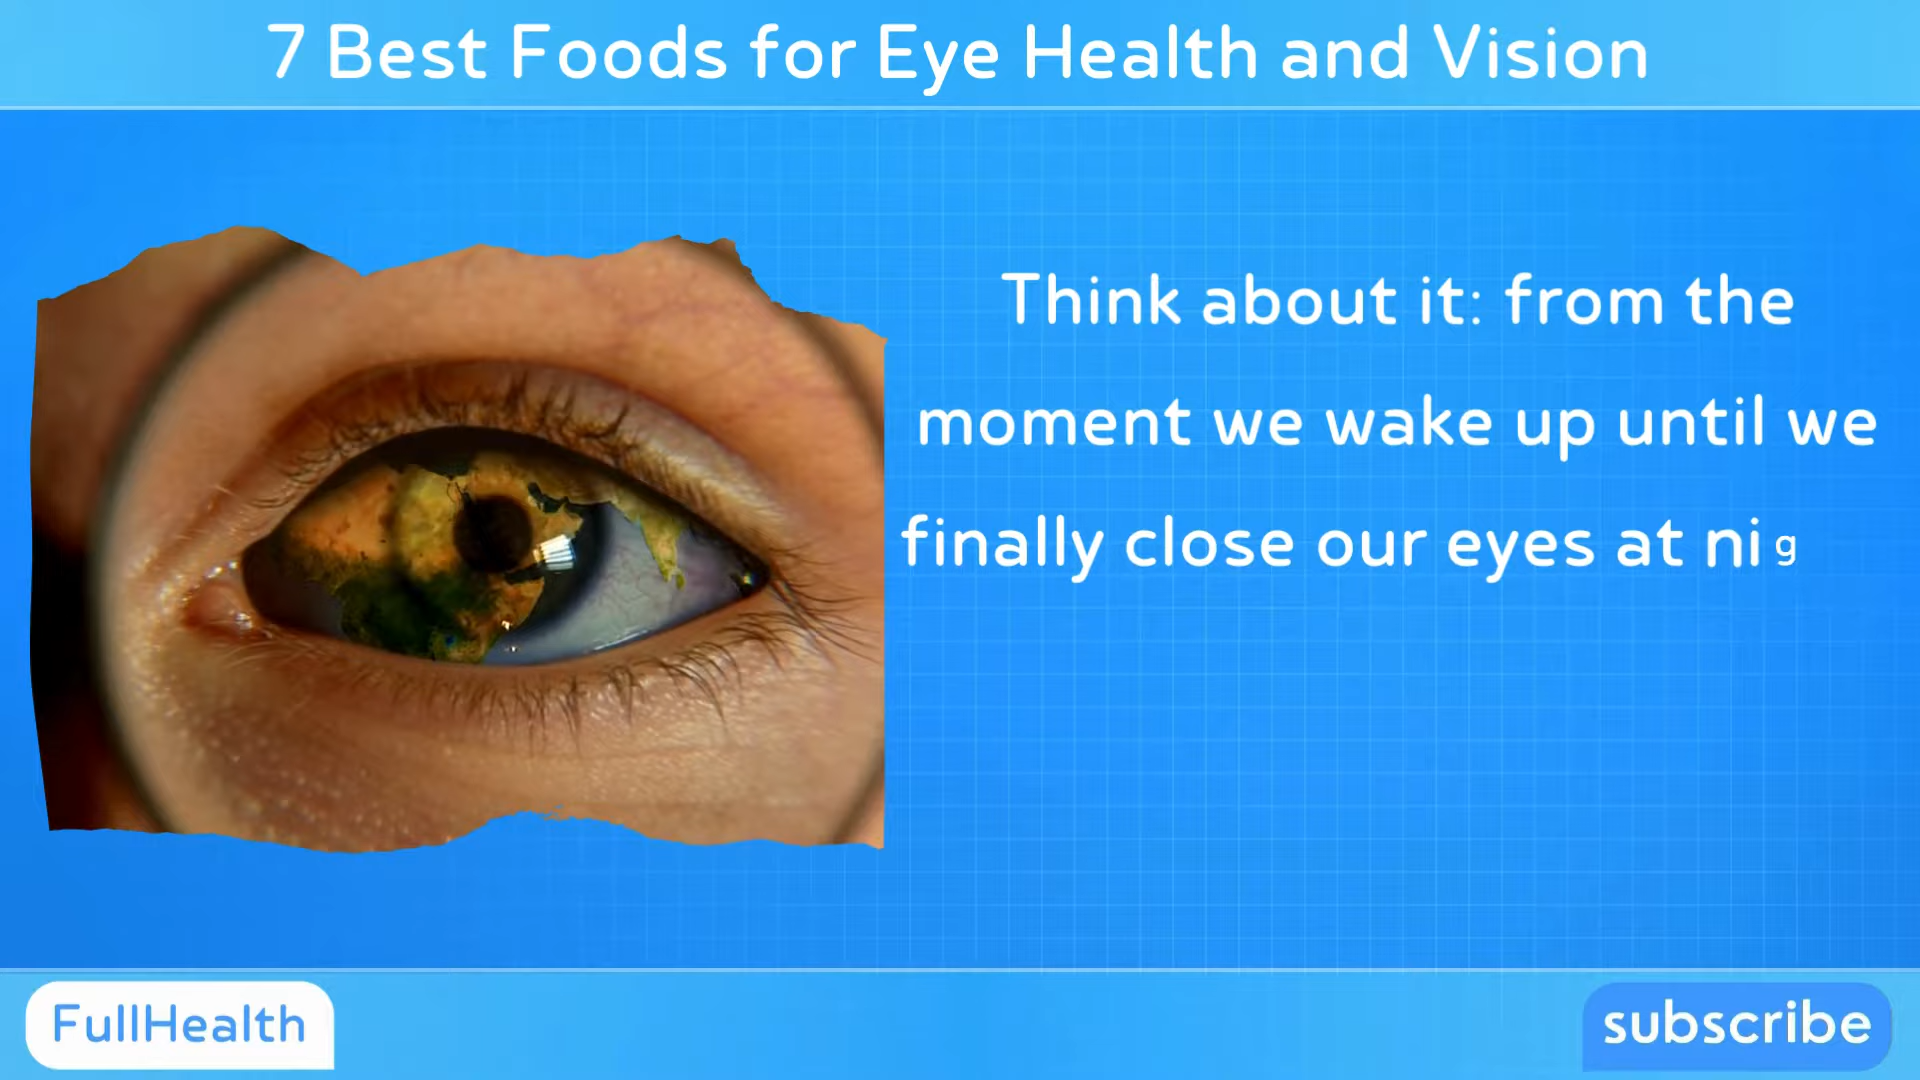 7 Best Foods for Eye Health and Vision
Think about it: from the
moment we wake up until we
finally close our eyes at nig
FullHealth
subscribe